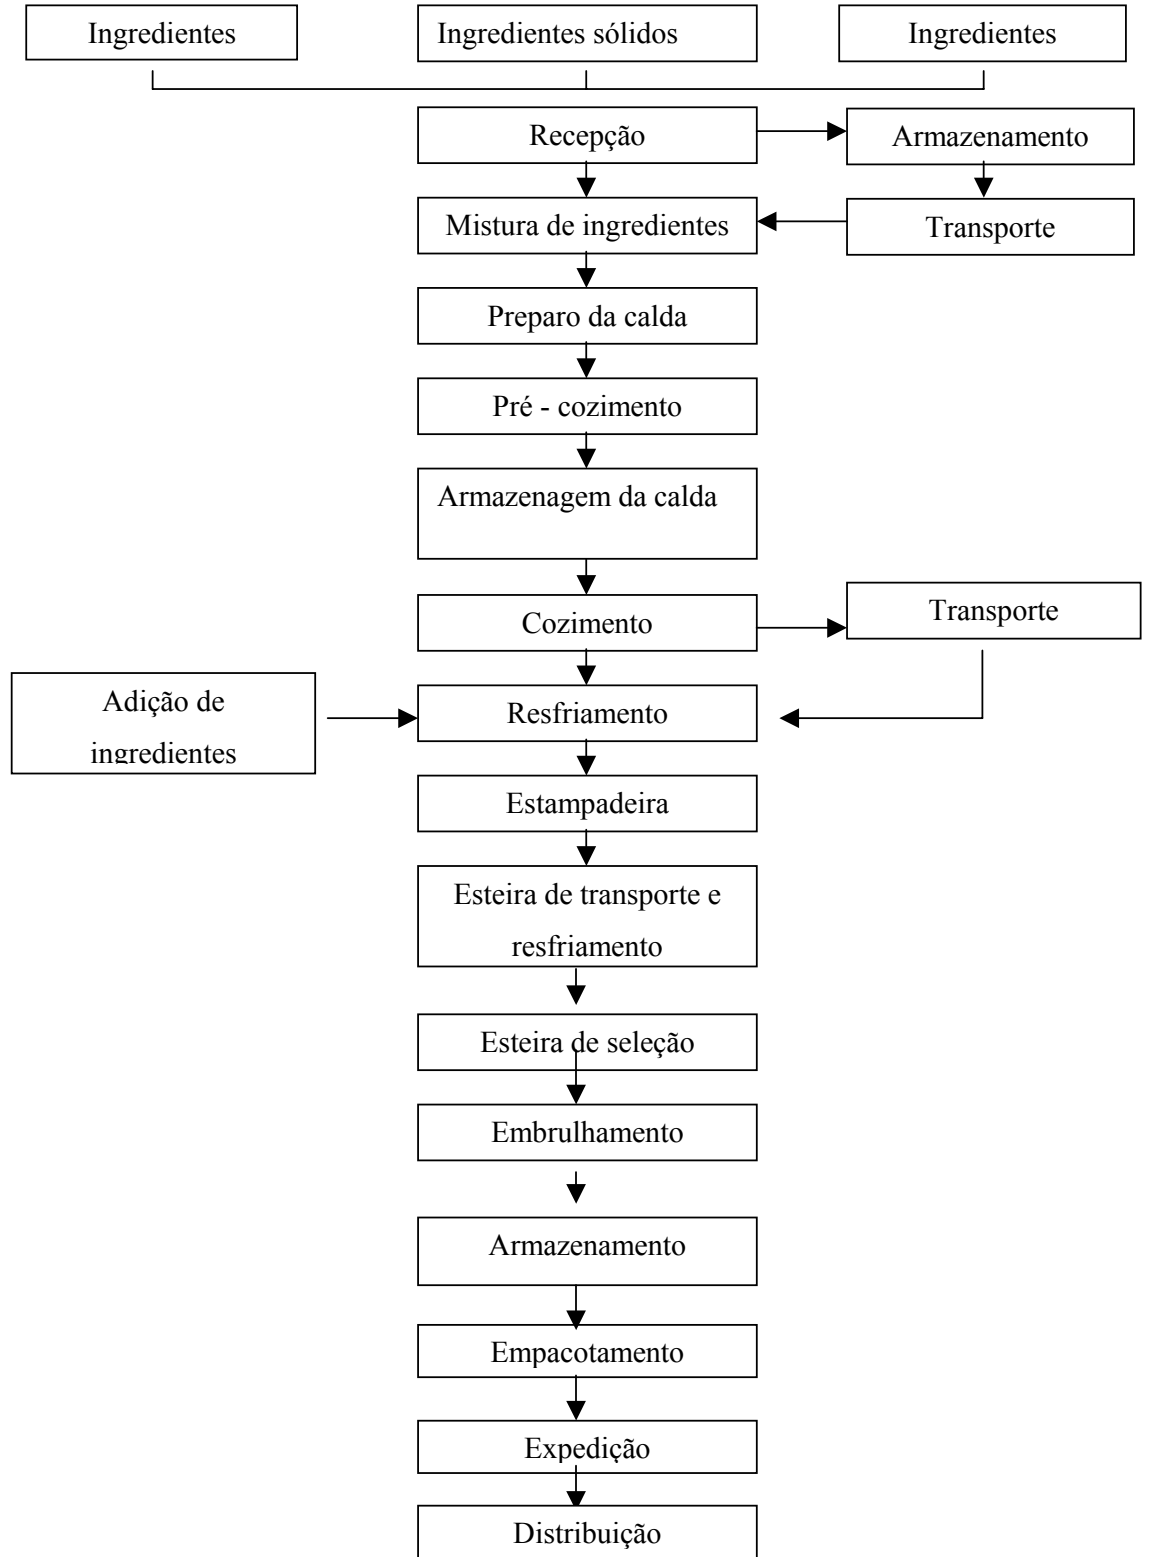 Ingredientes
Ingredientes sólidos
Ingredientes
Recepção
Armazenamento
Mistura de ingredientes
Transporte
Preparo da calda
Pré - cozimento
Armazenagem da calda
Cozimento
Transporte
Adição de
ingredientes
Resfriamento
Estampadeira
Esteira de transporte e
resfriamento
Esteira de seleção
Embrulhamento
Armazenamento
Empacotamento
Expedição
Distribuição